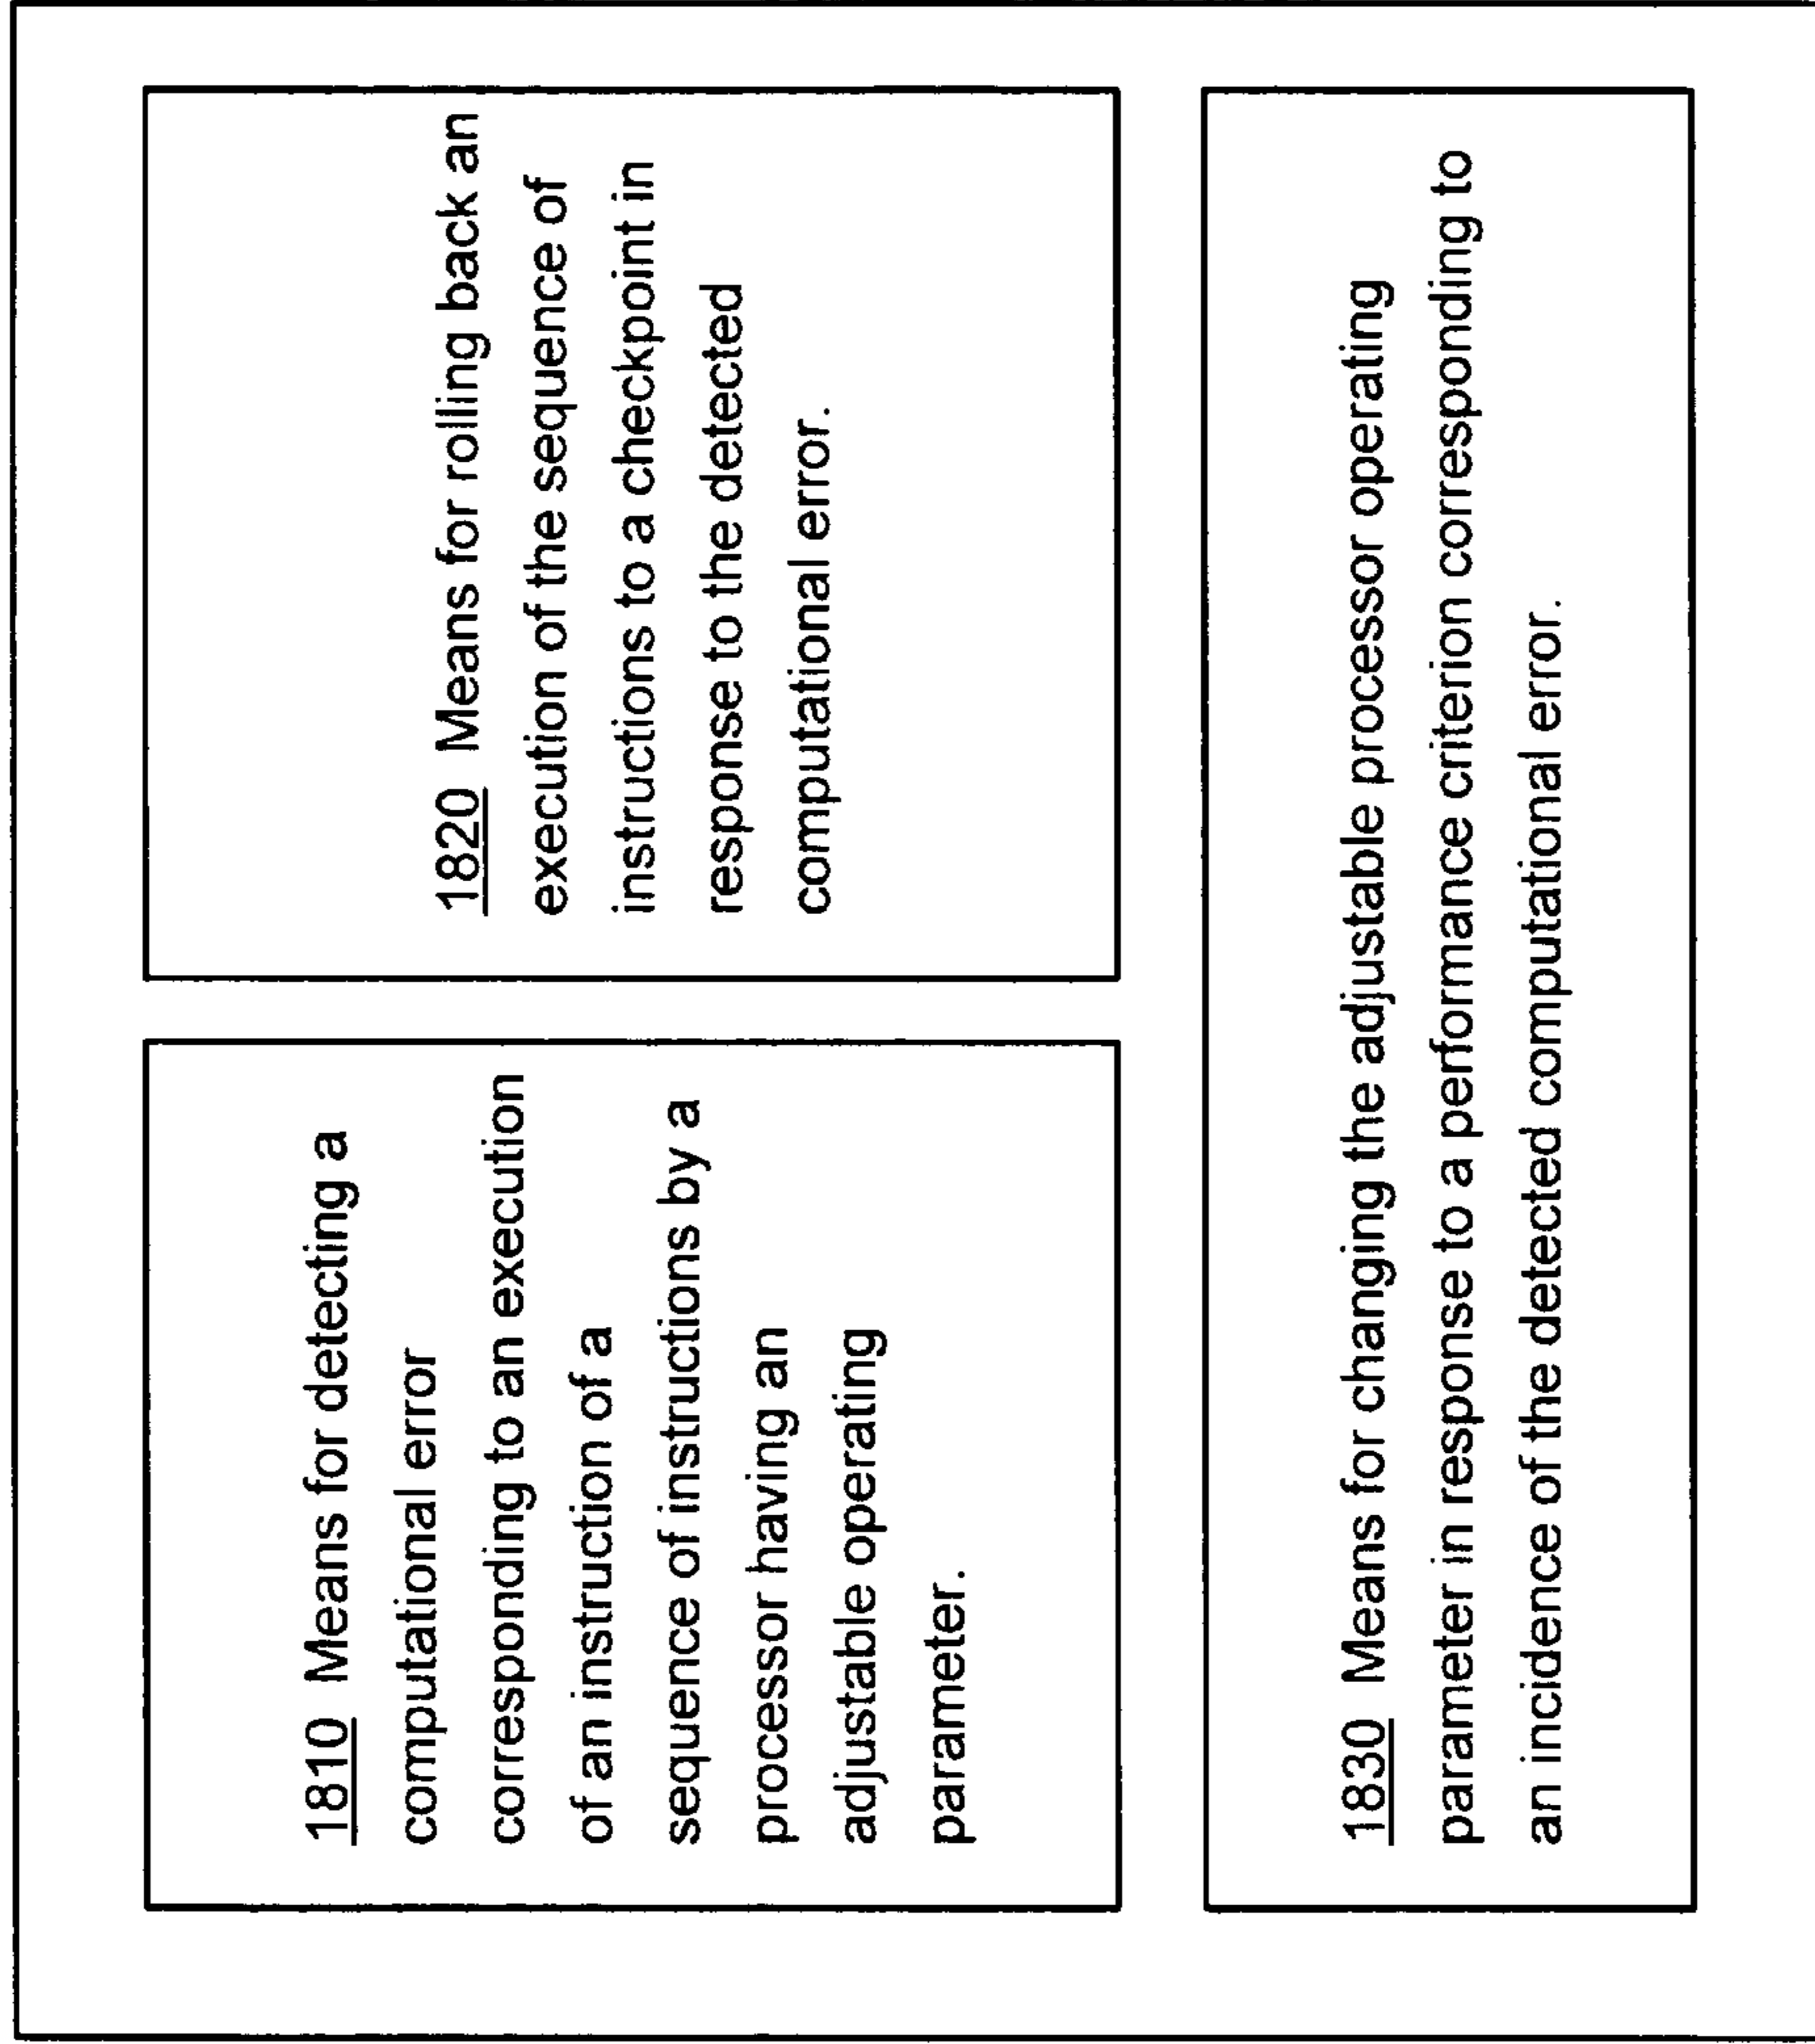 1810 Means for detecting a
computational error
corresponding to an execution
of an instruction of a
sequence of instructions by a
processor having an
adjustable operating
parameter.
1820 Means for rolling back an
execution of the sequence of
instructions to a checkpoint in
response to the detected
computational error.
1830 Means for changing the adjustable processor operating
parameter in response to a performance criterion corresponding to
an incidence of the detected computational error.